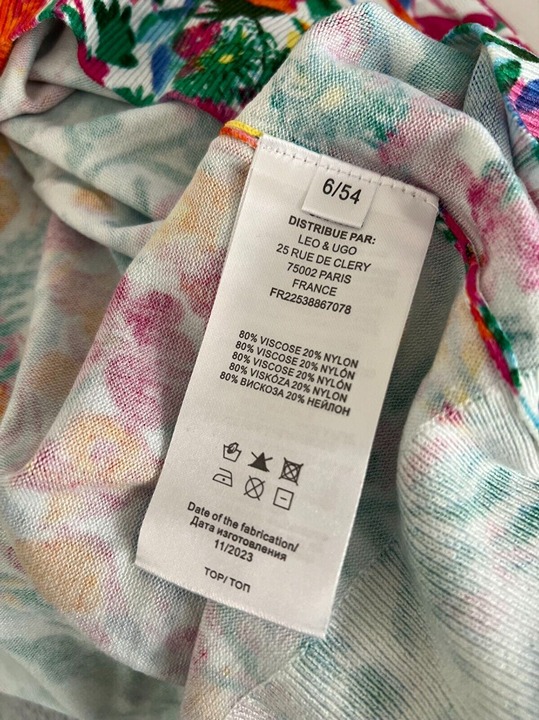 6/54
DISTRIBUE PAR:
LEO & UGO
25 RUE DE CLERY
75002 PARIS
FRANCE
FR22538867078
80% VISCOSE 20% NYLON
80% VISCOSE 20% NYLÓN
80% VISCOSE 20% NYLON
80% VISKÓZA 20% NYLON
80% ВИСКОЗА 20% НЕЙЛОН
Date of the fabrication/
Дата изготовления
11/2023
TOP/ ТОП